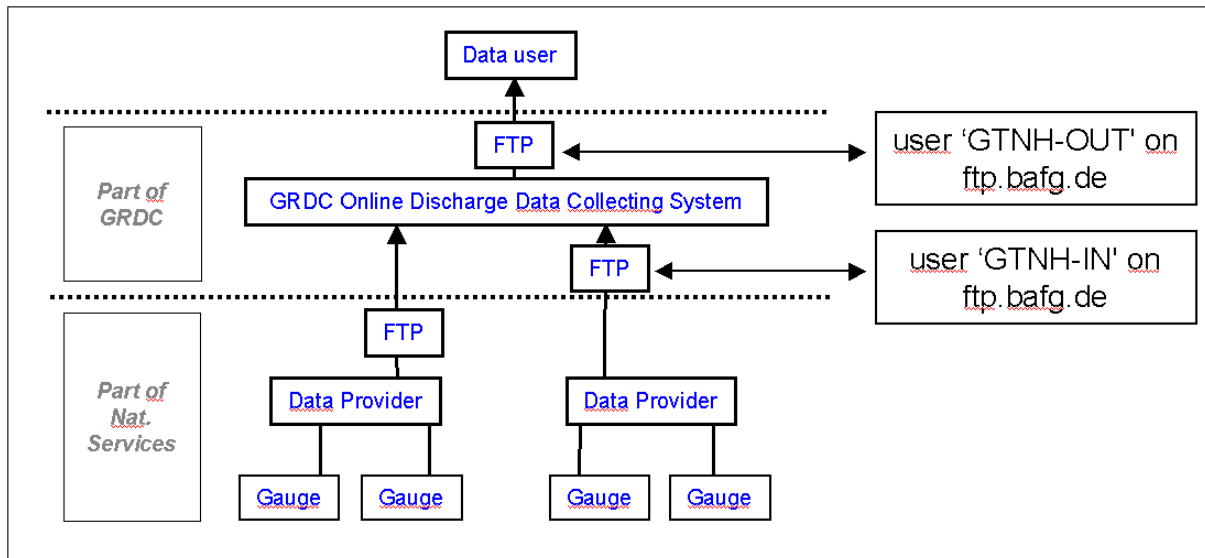 Data user
FTP
user ‘GTNH-OUT' on
ftp.bafg.de
Part of
GRDC
GRDC Online Discharge Data Collecting System
FTP
user ‘GTNH-IN' on
ftp.bafg.de
FTP
Part of
Nat.
Services
Data Provider
Data Provider
Gauge
Gauge
Gauge
Gauge